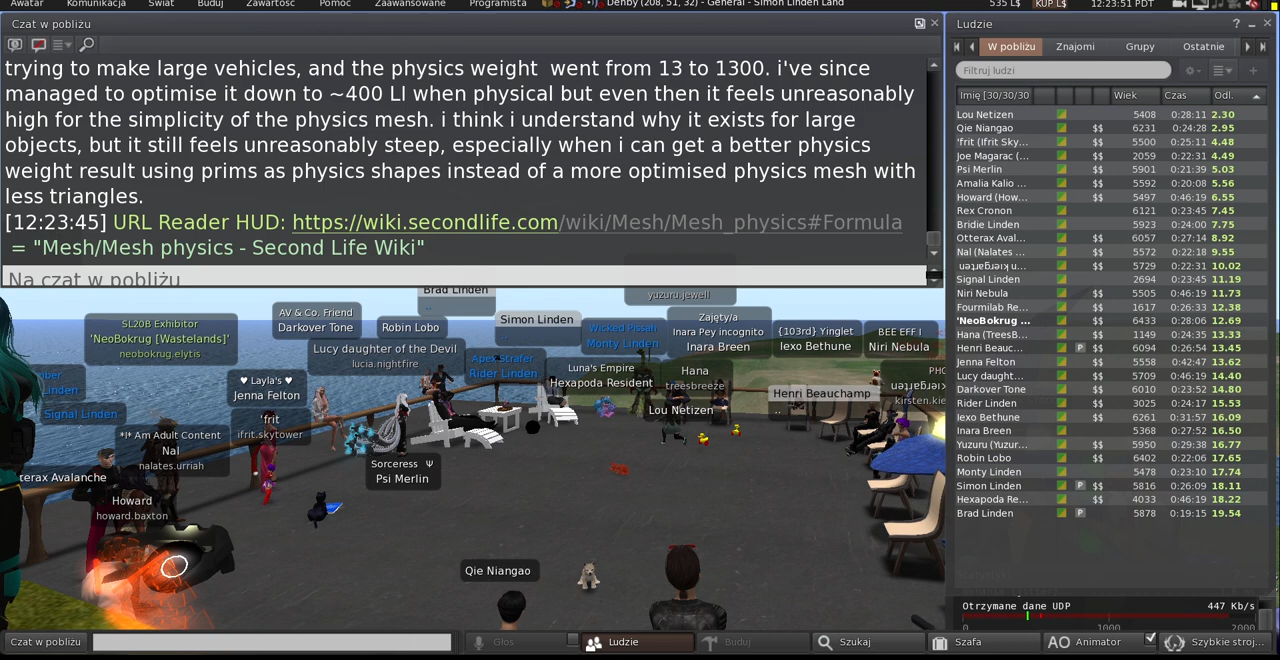 Awatar Komunikacja Świat Buduj Zawartość Pomoc Zaawansowane Programista Denby (208, 51, 32) - General - Simon Linden Land 535 L$ KUP L$ 12:23:51 PDT
Czat w pobliżu
trying to make large vehicles, and the physics weight went from 13 to 1300. i've since
managed to optimise it down to ~400 LI when physical but even then it feels unreasonably
high for the simplicity of the physics mesh. i think i understand why it exists for large
objects, but it still feels unreasonably steep, especially when i can get a better physics
weight result using prims as physics shapes instead of a more optimised physics mesh with
less triangles.
[12:23:45] URL Reader HUD: https://wiki.secondlife.com/wiki/Mesh/Mesh_physics#Formula
= "Mesh/Mesh physics - Second Life Wiki"
Na czat w pobliżu
Brad Linden
yuzuru.jewell
SL20B Exhibitor
'NeoBokrug [Wastelands]'
neobokrug.elytis
AV & Co. Friend
Darkover Tone
Robin Lobo
Simon Linden
Wicked Pissah
Monty Linden
Zajęty/a
Inara Pey incognito
Inara Breen
{103rd} Yinglet
Iexo Bethune
BEE EFF I
Niri Nebula
Lucy daughter of the Devil
lucia.nightfire
Apex Strafer
Rider Linden
Luna's Empire
Hexapoda Resident
Hana
treesbreeze
Linden
Signal Linden
♥ Layla's ♥
Jenna Felton
Henri Beauchamp
..
kirsten.kie
Lou Netizen
'frit
ifrit.skytower
*I* Am Adult Content
Nal
nalates.urriah
Sorceress Ψ
Psi Merlin
terax Avalanche
Howard
howard.baxton
Qie Niangao
Ludzie
W pobliżu Znajomi Grupy Ostatnie
Filtruj ludzi
Imię [30/30/30 Wiek Czas Odl.
Lou Netizen 5408 0:28:11 2.30
Qie Niangao $$ 6231 0:24:28 2.95
'frit (Ifrit Sky... $$ 5500 0:25:11 4.48
Joe Magarac (... $$ 2059 0:22:31 4.49
Psi Merlin $$ 5901 0:21:39 5.03
Amalia Kalio ... $$ 5592 0:20:08 5.56
Howard (How... $$ 5497 0:46:19 6.55
Rex Cronon 6121 0:23:45 7.45
Bridie Linden 5923 0:24:00 7.75
Otterax Aval... $$ 6057 0:27:14 8.92
Nal (Nalates ... $$ 5572 0:22:18 9.55
$$ 5729 0:22:31 10.02
Signal Linden 2694 0:23:45 11.19
Niri Nebula $$ 5505 0:46:19 11.73
Fourmilab Re... $$ 1617 0:26:33 12.38
'NeoBokrug ... $$ 6433 0:28:06 12.69
Hana (TreesB... $$ 1149 0:24:35 13.35
Henri Beauc... P $$ 6094 0:26:54 13.45
Jenna Felton $$ 5558 0:42:47 13.62
Lucy daught... $$ 5709 0:46:19 14.40
Darkover Tone $$ 6010 0:23:52 14.80
Rider Linden $$ 3025 0:24:17 15.53
Iexo Bethune $$ 6261 0:31:57 16.09
Inara Breen 5368 0:27:52 16.50
Yuzuru (Yuzur... $$ 5950 0:29:38 16.77
Robin Lobo $$ 6402 0:22:06 17.65
Monty Linden 5478 0:23:10 17.74
Simon Linden P $$ 5816 0:26:09 18.11
Hexapoda Re... $$ 4033 0:46:19 18.22
Brad Linden P 5878 0:19:15 19.54
Otrzymane dane UDP 447 Kb/s
0 1000 2000
Czat w pobliżu Głos Ludzie Buduj Szukaj Szafa AO Animator Szybkie stroj...